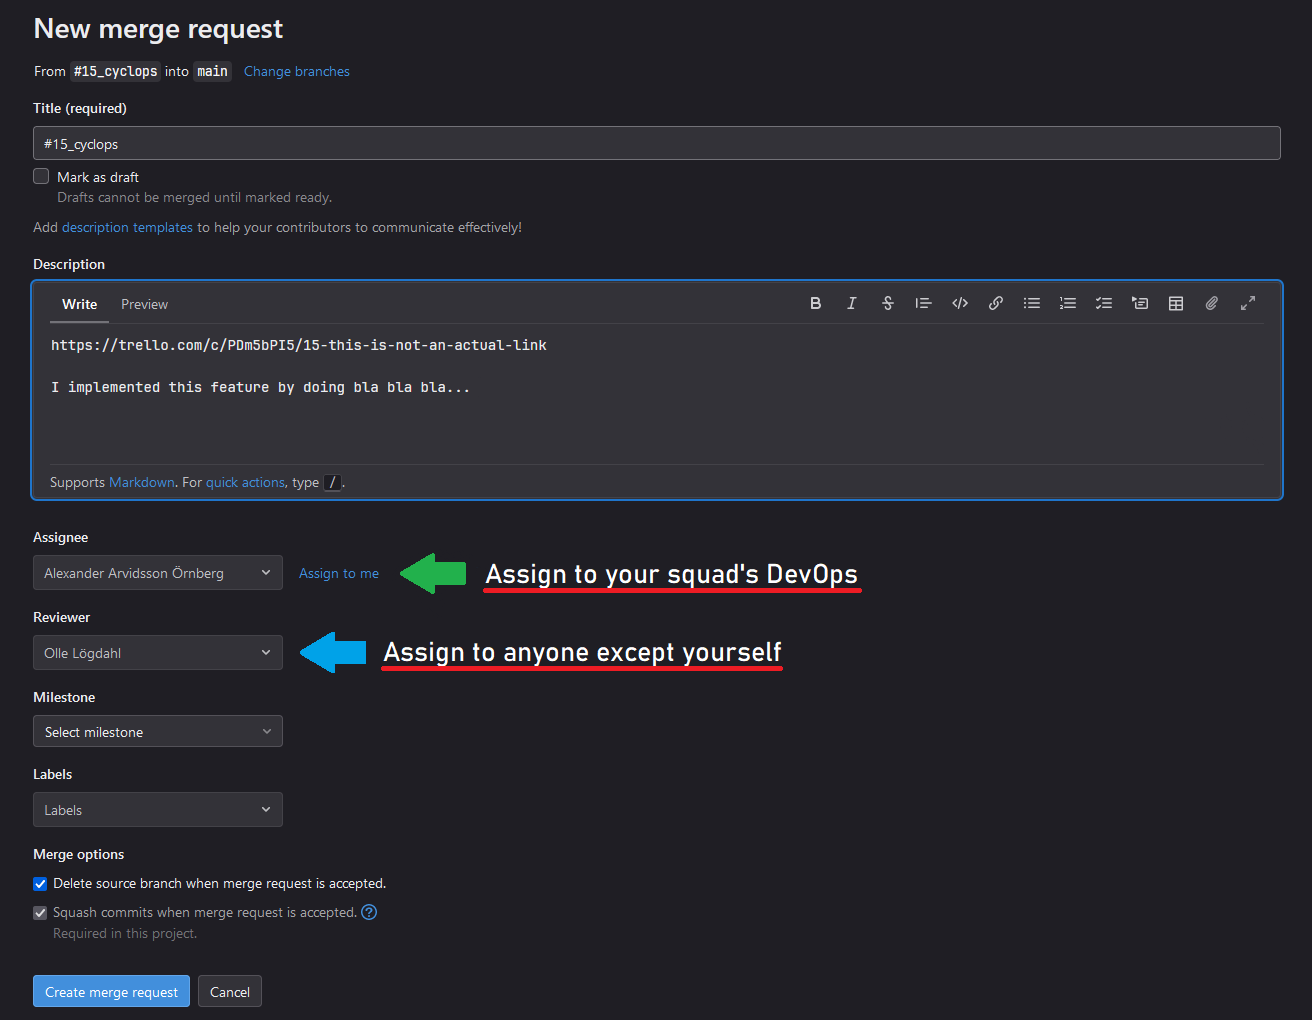 New merge request
From #15_cyclops into main Change branches
Title (required)
#15_cyclops
Mark as draft
Drafts cannot be merged until marked ready.
Add description templates to help your contributors to communicate effectively!
Description
Write Preview
https://trello.com/c/PDm5bPI5/15-this-is-not-an-actual-link
I implemented this feature by doing bla bla bla...
Supports Markdown. For quick actions, type /.
Assignee
Alexander Arvidsson Örnberg Assign to me Assign to your squad's DevOps
Reviewer
Olle Lögdahl Assign to anyone except yourself
Milestone
Select milestone
Labels
Labels
Merge options
Delete source branch when merge request is accepted.
Squash commits when merge request is accepted.
Required in this project.
Create merge request Cancel